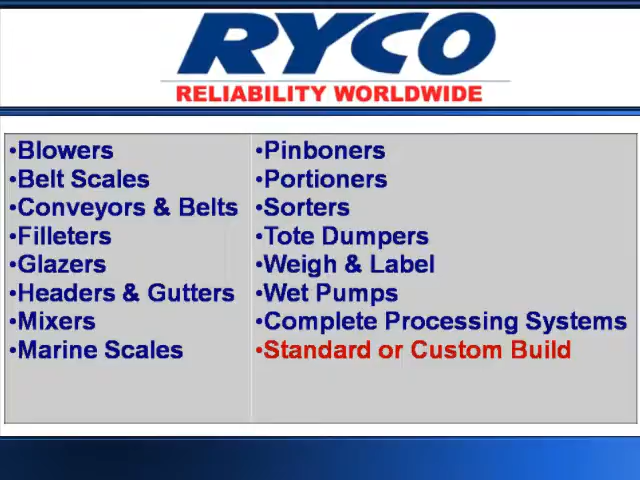 RYCO
RELIABILITY WORLDWIDE
•Blowers
•Belt Scales
•Conveyors & Belts
•Filleters
•Glazers
•Headers & Gutters
•Mixers
•Marine Scales
•Pinboners
•Portioners
•Sorters
•Tote Dumpers
•Weigh & Label
•Wet Pumps
•Complete Processing Systems
•Standard or Custom Build